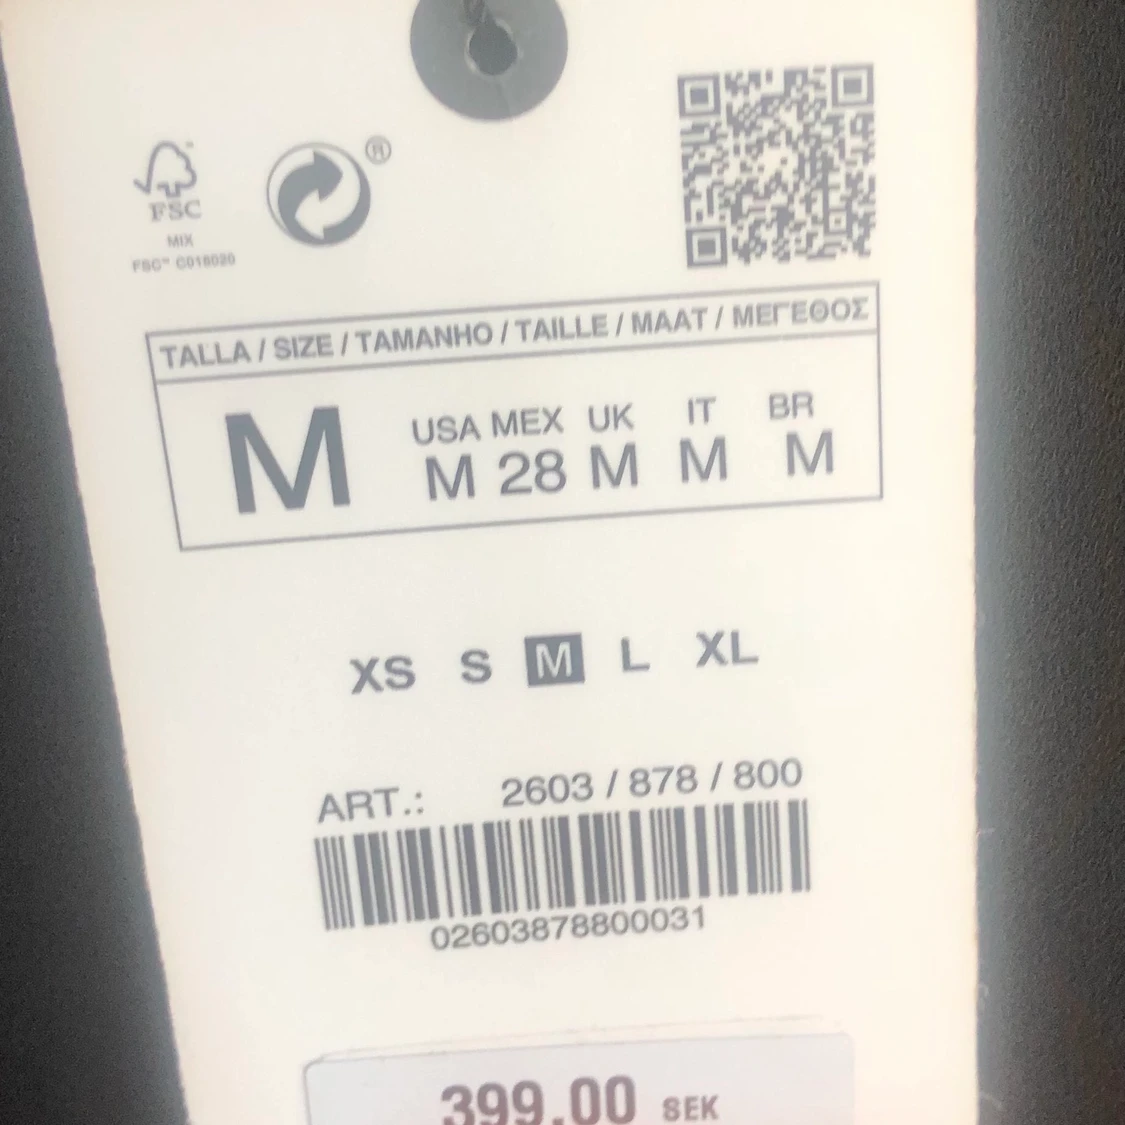 ®
FSC
MIX
FSC™ C018020
TALLA / SIZE / TAMANHO / TAILLE / MAAT / ΜΕΓΕΘΟΣ
M
USA MEX UK IT BR
M 28 M M M
XS S M L XL
ART.: 2603 / 878 / 800
02603878800031
399.00 SEK